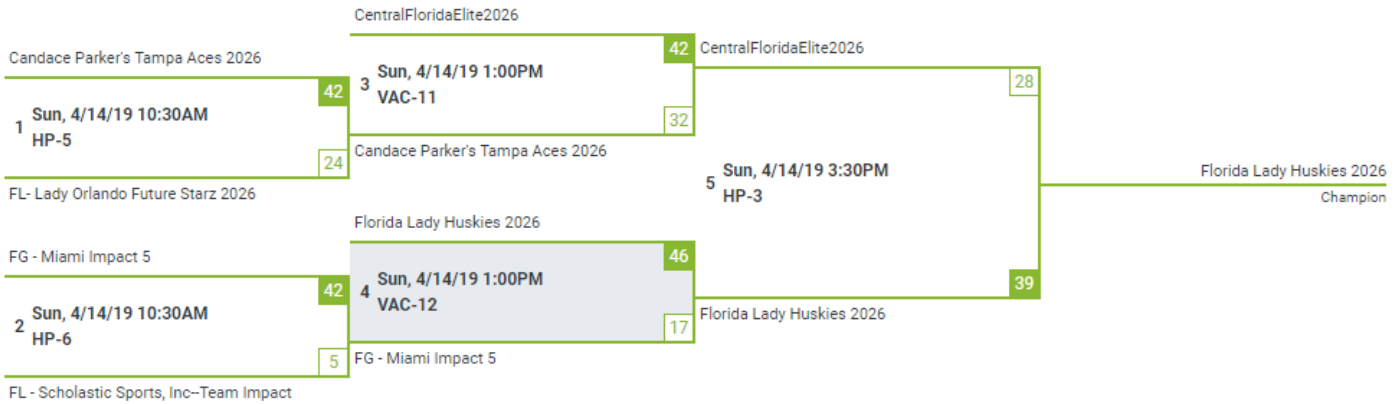 Candace Parker's Tampa Aces 2026
42
1
Sun, 4/14/19 10:30AM
HP-5
24
FL- Lady Orlando Future Starz 2026
FG - Miami Impact 5
42
2
Sun, 4/14/19 10:30AM
HP-6
5
FL - Scholastic Sports, Inc--Team Impact
CentralFloridaElite2026
42
3
Sun, 4/14/19 1:00PM
VAC-11
32
Candace Parker's Tampa Aces 2026
Florida Lady Huskies 2026
46
4
Sun, 4/14/19 1:00PM
VAC-12
17
FG - Miami Impact 5
CentralFloridaElite2026
28
5
Sun, 4/14/19 3:30PM
HP-3
39
Florida Lady Huskies 2026
Florida Lady Huskies 2026
Champion